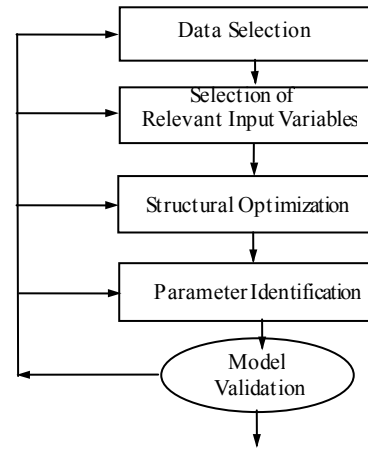 Data Selection
Selection of
Relevant Input Variables
Structural Optimization
Parameter Identification
Model
Validation